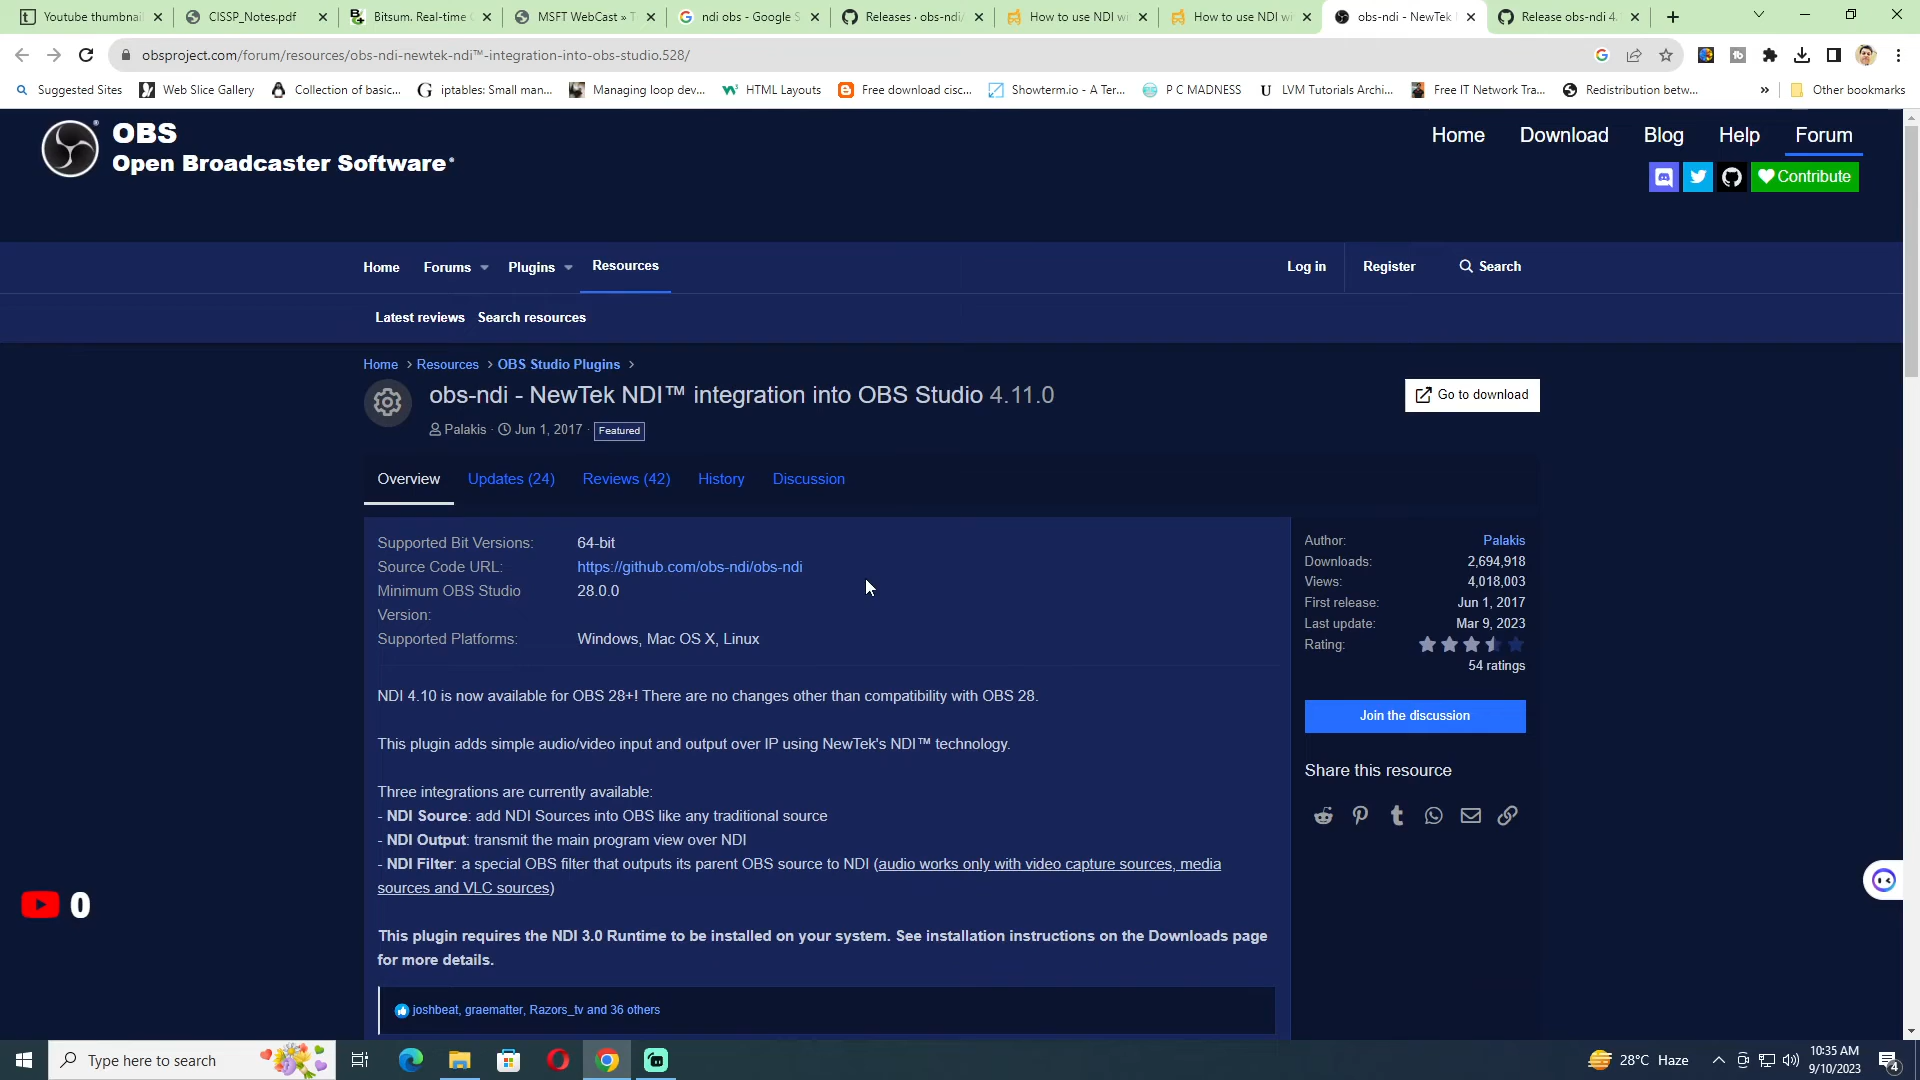 Youtube thumbnai
CISSP_Notes.pdf
Bitsum. Real-time C
MSFT WebCast » T
ndi obs - Google S
Releases · obs-ndi/
How to use NDI wi
How to use NDI wi
obs-ndi - NewTek
Release obs-ndi 4.
obsproject.com/forum/resources/obs-ndi-newtek-ndi™-integration-into-obs-studio.528/
Suggested Sites
Web Slice Gallery
Collection of basic...
iptables: Small man...
Managing loop dev...
HTML Layouts
Free download cisc...
Showterm.io - A Ter...
P C MADNESS
LVM Tutorials Archi...
Free IT Network Tra...
Redistribution betw...
»
Other bookmarks
OBS
Open Broadcaster Software®
Home
Download
Blog
Help
Forum
Contribute
Home
Forums
Plugins
Resources
Log in
Register
Search
Latest reviews
Search resources
Home > Resources > OBS Studio Plugins >
obs-ndi - NewTek NDI™ integration into OBS Studio 4.11.0
Go to download
Palakis · Jun 1, 2017 · Featured
Overview
Updates (24)
Reviews (42)
History
Discussion
Supported Bit Versions: 64-bit
Source Code URL: https://github.com/obs-ndi/obs-ndi
Minimum OBS Studio 28.0.0
Version:
Supported Platforms: Windows, Mac OS X, Linux
NDI 4.10 is now available for OBS 28+! There are no changes other than compatibility with OBS 28.
This plugin adds simple audio/video input and output over IP using NewTek's NDI™ technology.
Three integrations are currently available:
- NDI Source: add NDI Sources into OBS like any traditional source
- NDI Output: transmit the main program view over NDI
- NDI Filter: a special OBS filter that outputs its parent OBS source to NDI (audio works only with video capture sources, media
sources and VLC sources)
This plugin requires the NDI 3.0 Runtime to be installed on your system. See installation instructions on the Downloads page
for more details.
joshbeat, graematter, Razors_tv and 36 others
Author: Palakis
Downloads: 2,694,918
Views: 4,018,003
First release: Jun 1, 2017
Last update: Mar 9, 2023
Rating:
54 ratings
Join the discussion
Share this resource
0
Type here to search
28°C Haze
10:35 AM
9/10/2023
4